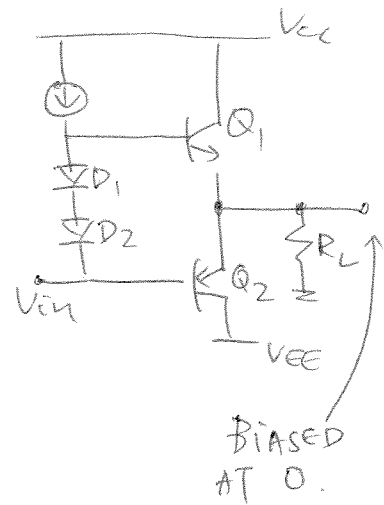 Vcc
Q1
D1
D2
RL
Q2
Vin
VEE
BiASED
AT 0.